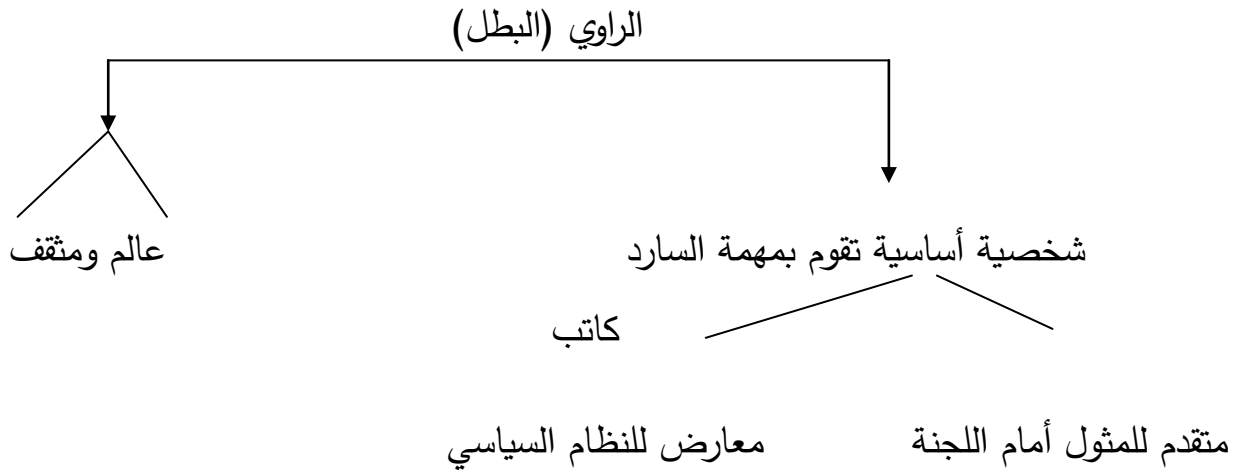 الراوي (البطل)
شخصية أساسية تقوم بمهمة السارد
عالم ومثقف
كاتب
متقدم للمثول أمام اللجنة
معارض للنظام السياسي